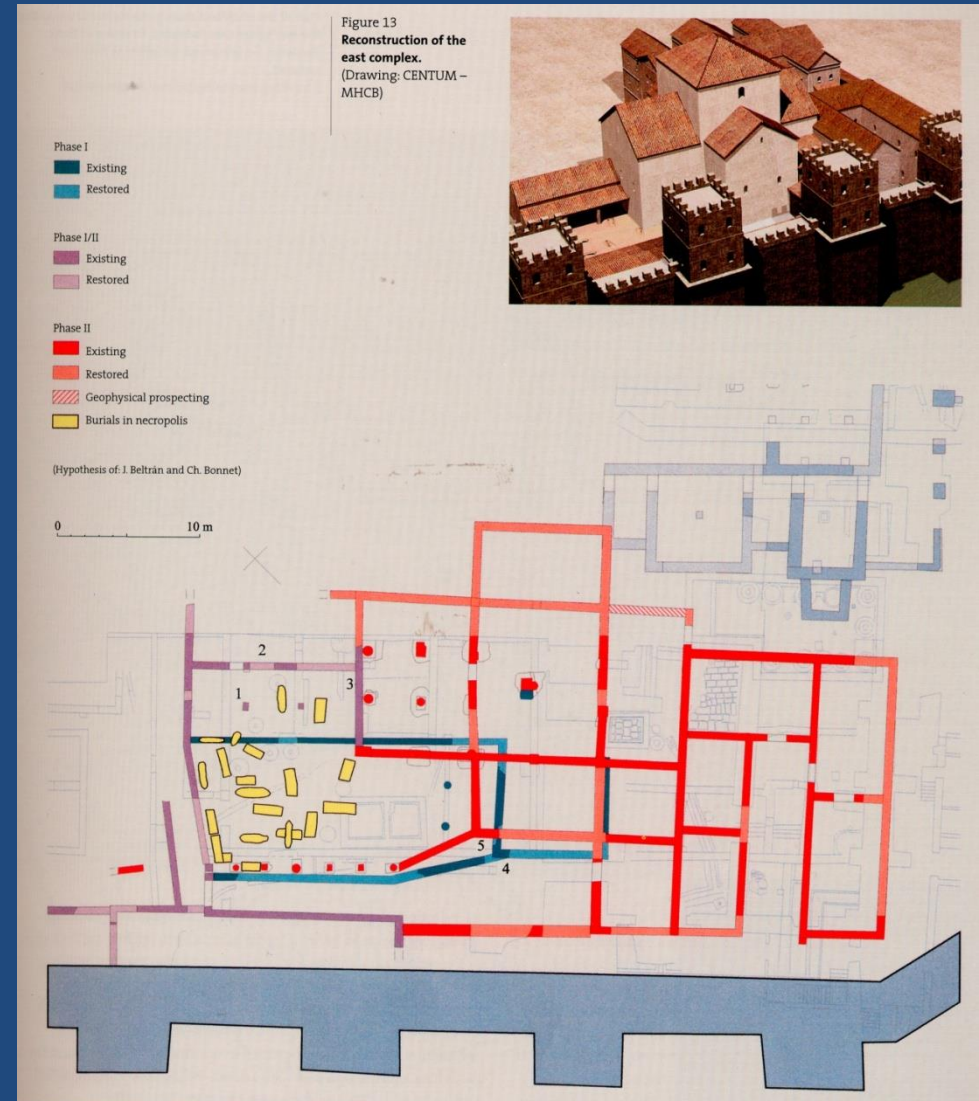 Figure 13
Reconstruction of the
east complex.
(Drawing: CENTUM –
MHCB)
Phase I
Existing
Restored
Phase I/II
Existing
Restored
Phase II
Existing
Restored
Geophysical prospecting
Burials in necropolis
(Hypothesis of: J. Beltrán and Ch. Bonnet)
0 10 m
2
1
3
5
4